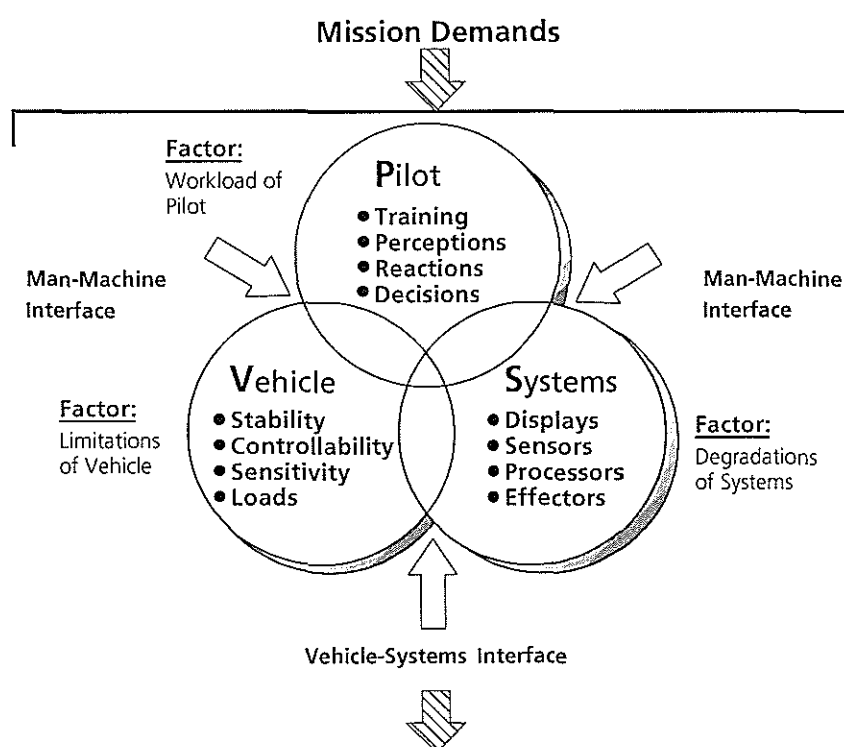 Mission Demands
Factor:
Workload of
Pilot
Pilot
• Training
• Perceptions
• Reactions
• Decisions
Man-Machine
Interface
Man-Machine
Interface
Vehicle
• Stability
• Controllability
• Sensitivity
• Loads
Systems
• Displays
• Sensors
• Processors
• Effectors
Factor:
Limitations
of Vehicle
Factor:
Degradations
of Systems
Vehicle-Systems Interface